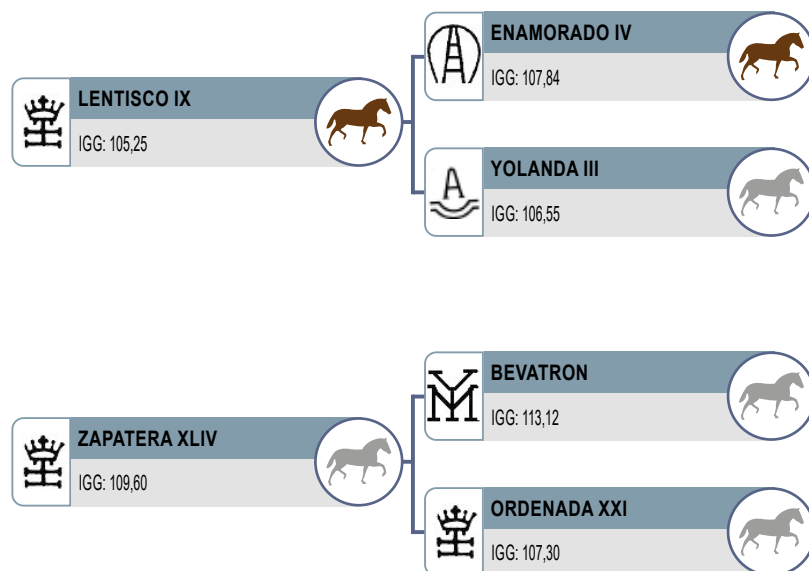 ENAMORADO IV
IGG: 107,84
LENTISCO IX
IGG: 105,25
YOLANDA III
IGG: 106,55
BEVATRON
IGG: 113,12
ZAPATERA XLIV
IGG: 109,60
ORDENADA XXI
IGG: 107,30